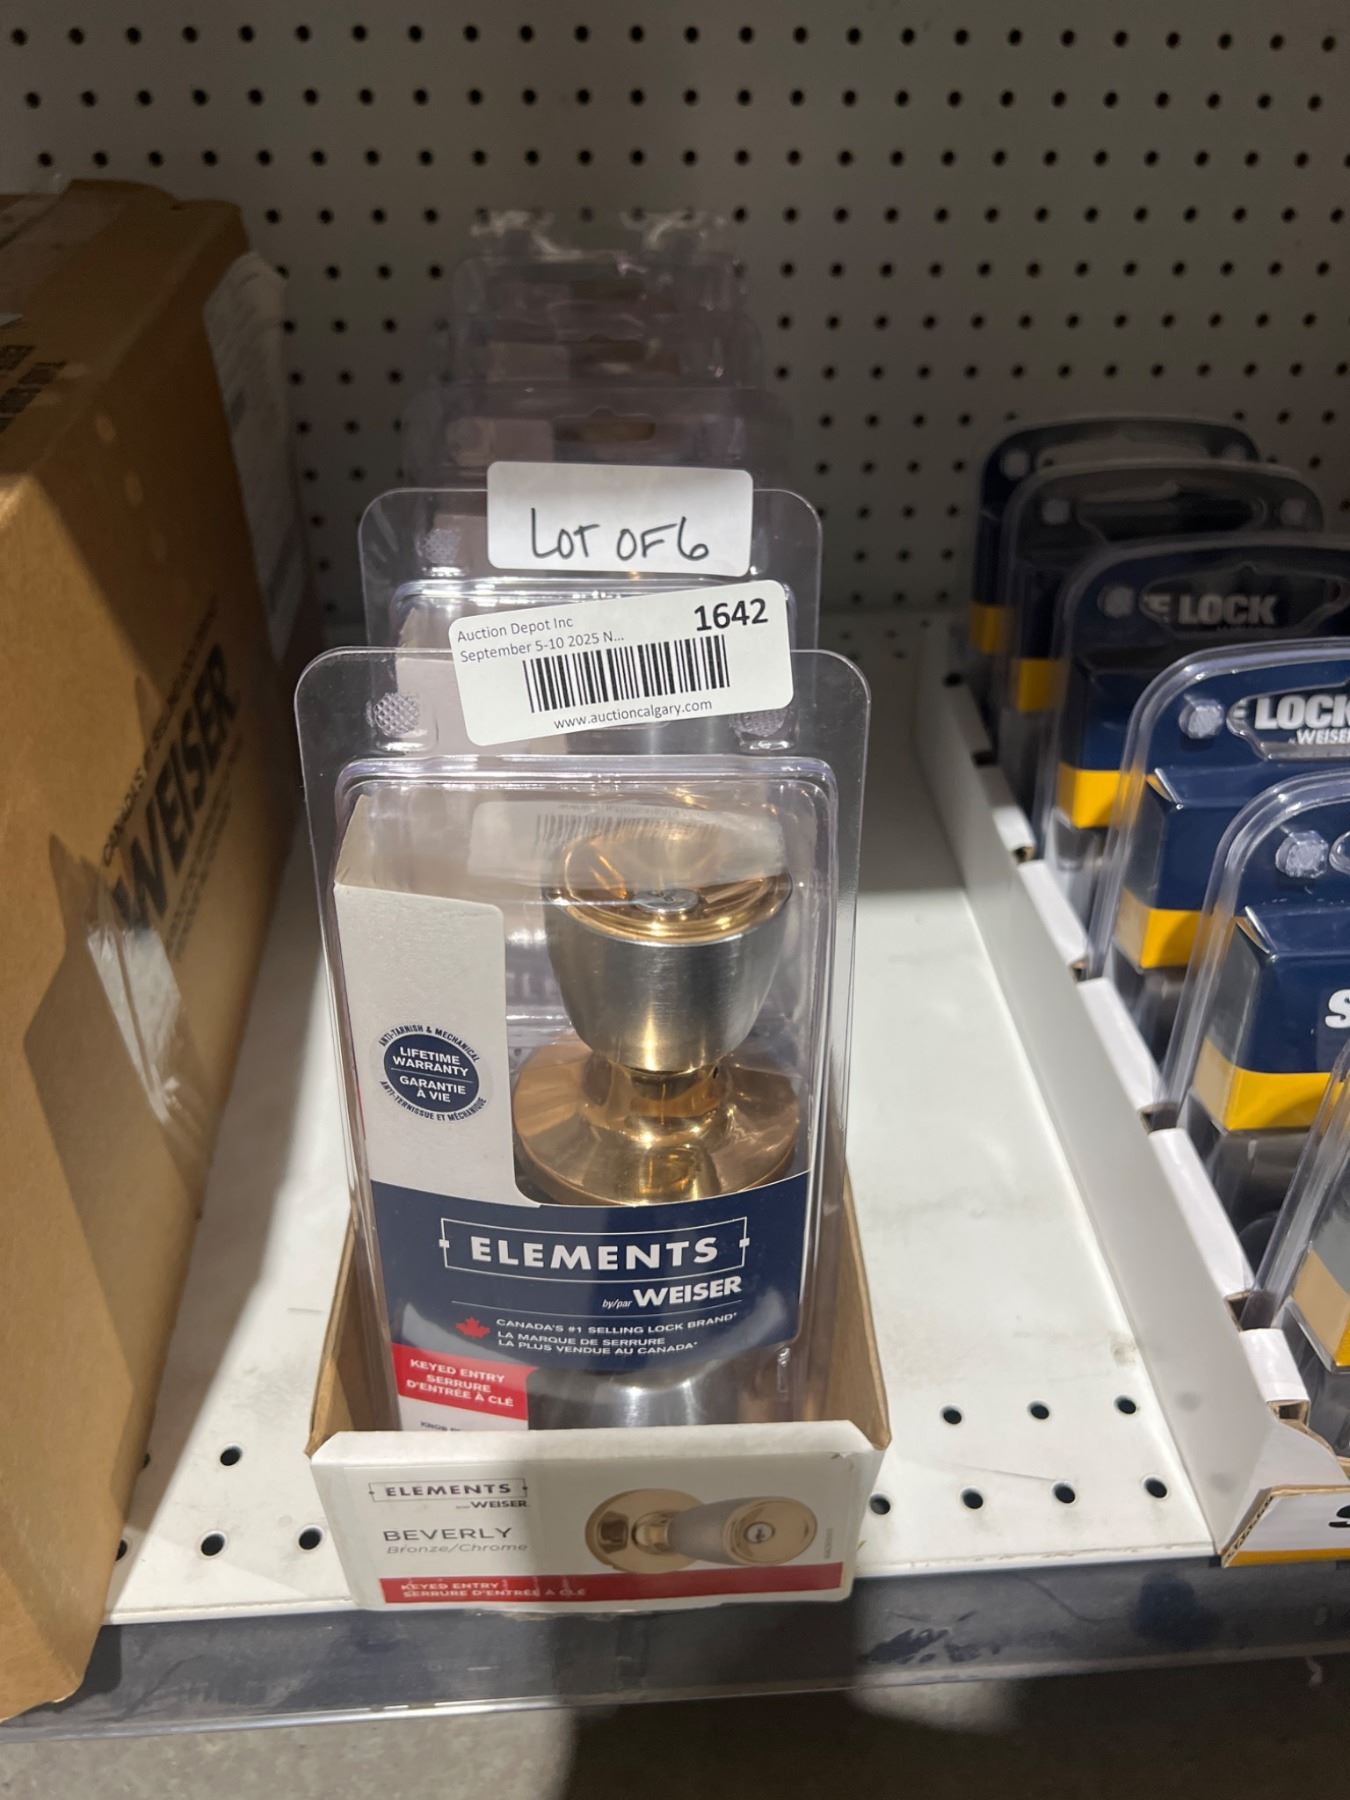 LOT OF 6
Auction Depot Inc
1642
September 5-10 2025 N...
www.auctioncalgary.com
ANTI-TARNISH & MECHANICAL
LIFETIME
WARRANTY
GARANTIE
À VIE
ANTI-TERNISSUE ET MÉCANIQUE
ELEMENTS
by/par WEISER
CANADA'S #1 SELLING LOCK BRAND*
LA MARQUE DE SERRURE
LA PLUS VENDUE AU CANADA*
KEYED ENTRY
SERRURE
D'ENTRÉE À CLÉ
ELEMENTS
WEISER
BEVERLY
Bronze/Chrome
KEYED ENTRY
SERRURE D'ENTRÉE À CLÉ
WEISER
LOCK
LOCK
WEISER